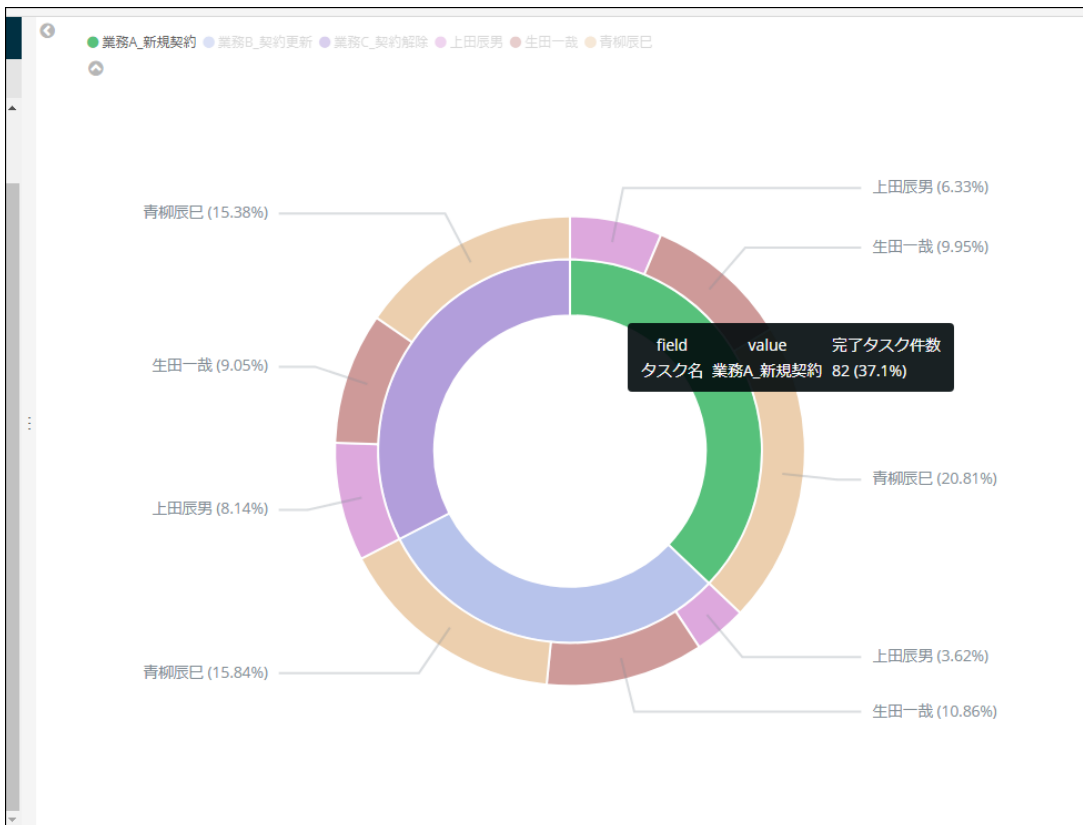 業務A_新規契約 業務B_契約更新 業務C_契約解除 上田辰男 生田一哉 青柳辰巳
上田辰男 (6.33%)
青柳辰巳 (15.38%)
生田一哉 (9.95%)
field value 完了タスク件数
タスク名 業務A_新規契約 82 (37.1%)
生田一哉 (9.05%)
青柳辰巳 (20.81%)
上田辰男 (8.14%)
上田辰男 (3.62%)
青柳辰巳 (15.84%)
生田一哉 (10.86%)